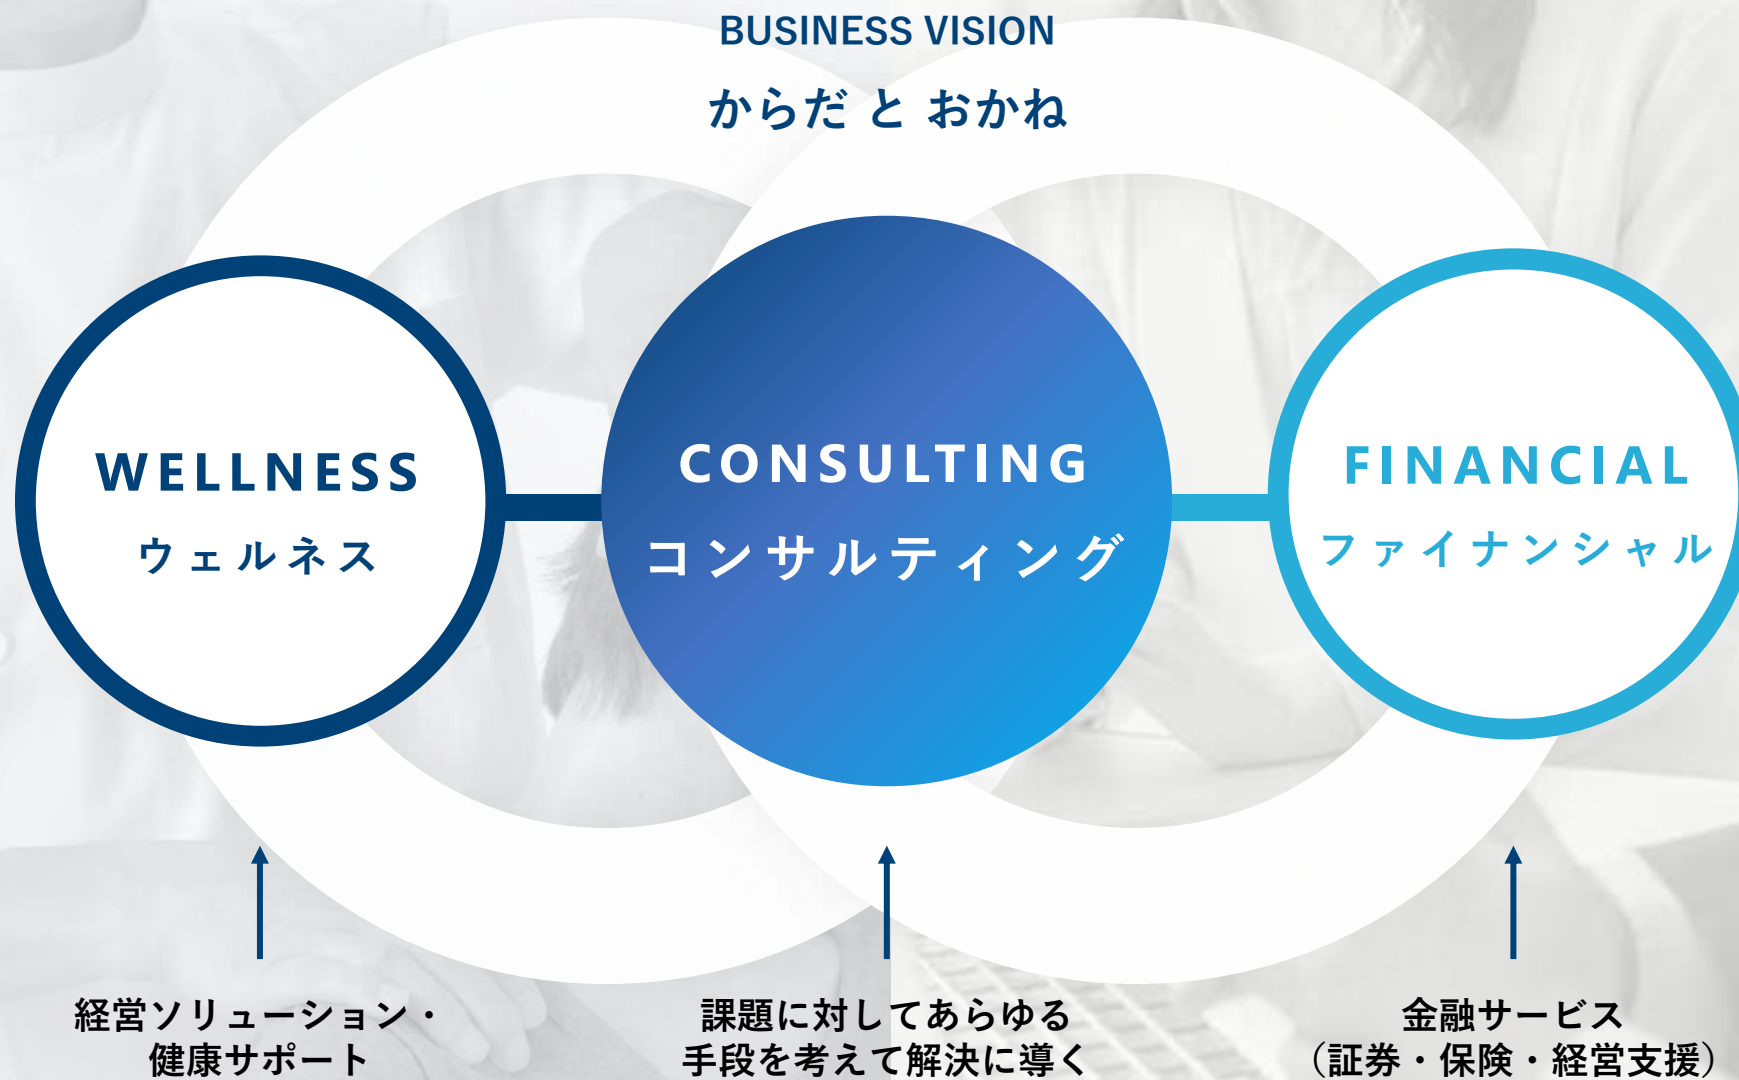 BUSINESS VISION
からだ と おかね
WELLNESS
ウェルネス
CONSULTING
コンサルティング
FINANCIAL
ファイナンシャル
経営ソリューション・
健康サポート
課題に対してあらゆる
手段を考えて解決に導く
金融サービス
（証券・保険・経営支援）